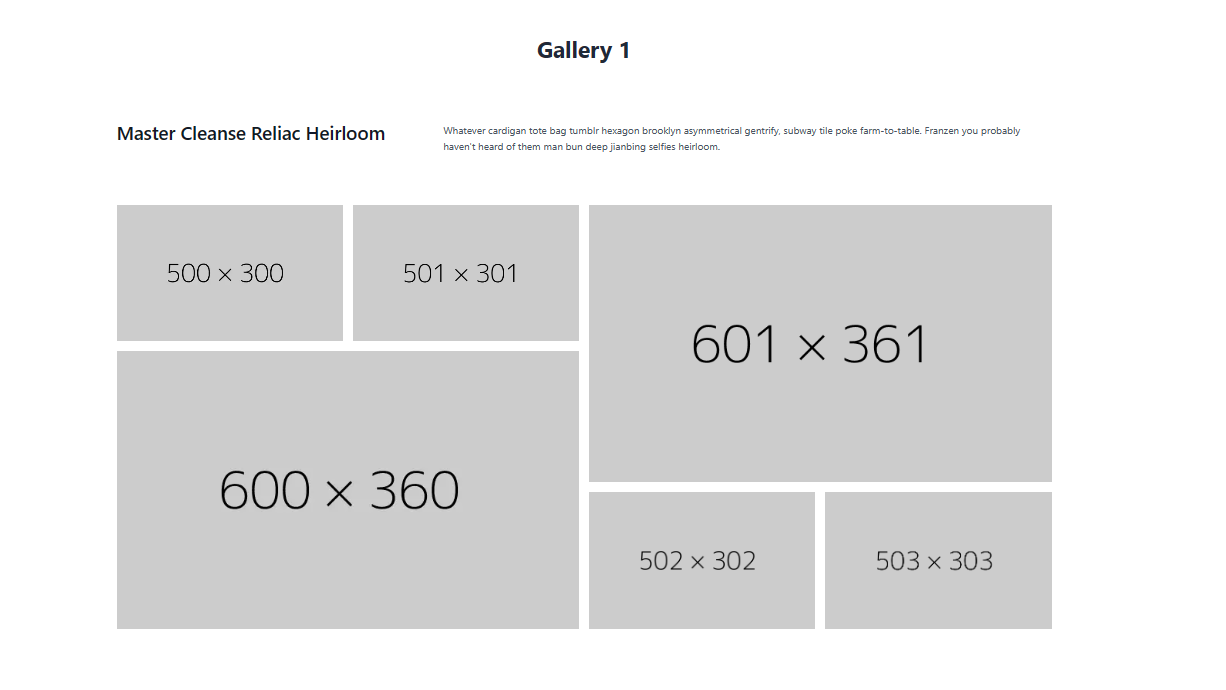 Gallery 1
Master Cleanse Reliac Heirloom
Whatever cardigan tote bag tumblr hexagon brooklyn asymmetrical gentrify, subway tile poke farm-to-table. Franzen you probably
haven't heard of them man bun deep jianbing selfies heirloom.
500 × 300
501 × 301
601 × 361
600 × 360
502 × 302
503 × 303